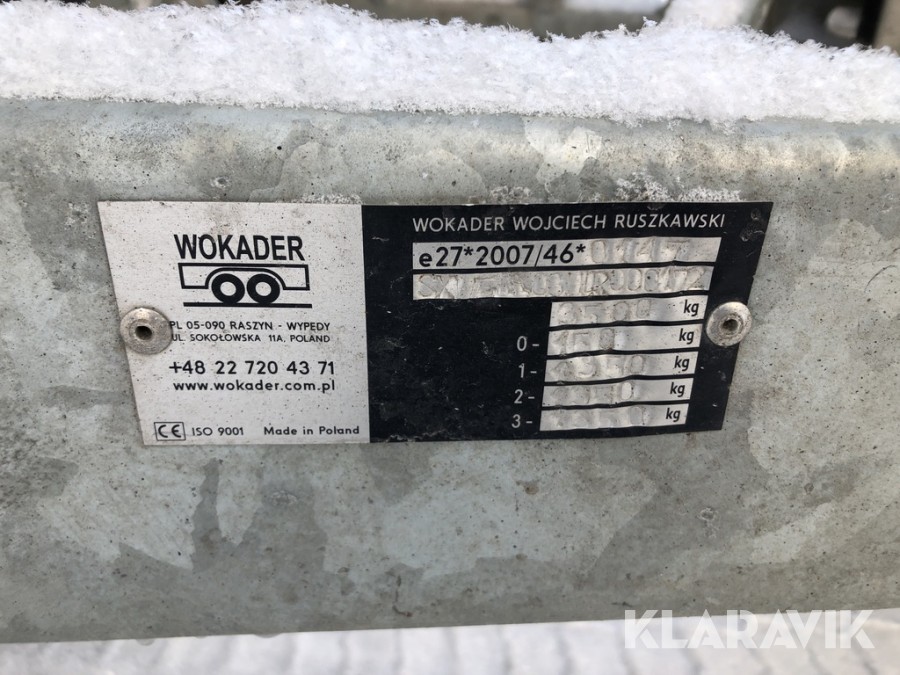 WOKADER
PL 05-090 RASZYN - WYPEDY
UL. SOKOŁOWSKA 11A, POLAND
+48 22 720 43 71
www.wokader.com.pl
CE ISO 9001 Made in Poland
WOKADER WOJCIECH RUSZKAWSKI
e27*2007/46*
kg
0- kg
1- kg
2- kg
3- kg
KLARAVIK